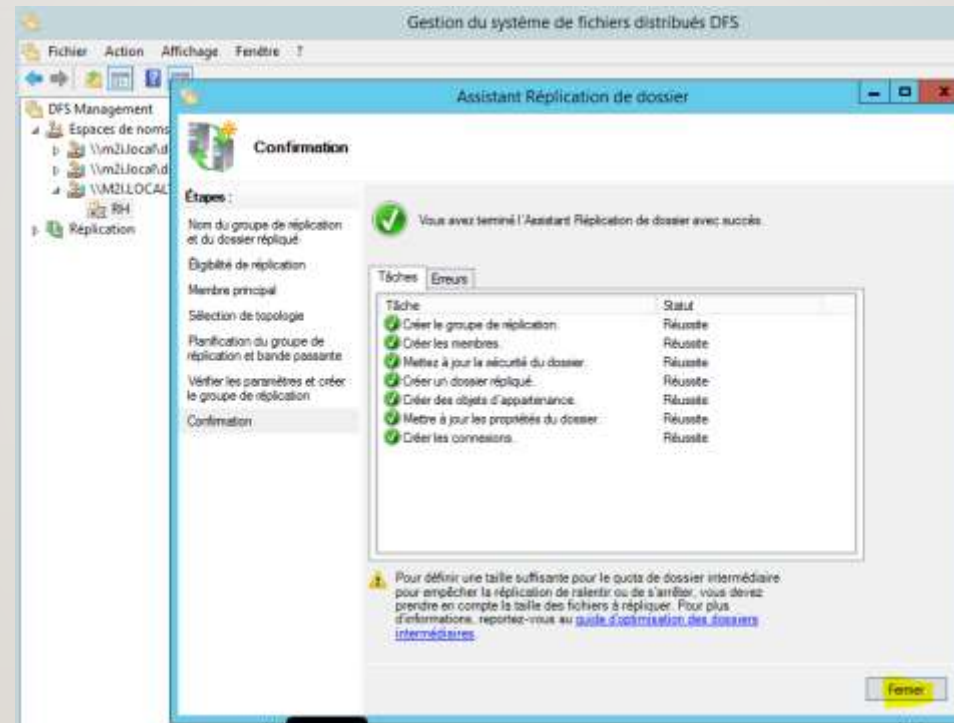 Gestion du système de fichiers distribués DFS
Fichier Action Affichage Fenêtre ?
DFS Management
Espaces de noms
\\m2i.local\d
\\m2i.local\d
\\M2I.LOCAL\
RH
Réplication
Assistant Réplication de dossier
Confirmation
Étapes :
Nom du groupe de réplication
et du dossier répliqué
Éligibilité de réplication
Membre principal
Sélection de topologie
Planification du groupe de
réplication et bande passante
Vérifier les paramètres et créer
le groupe de réplication
Confirmation
Vous avez terminé l'Assistant Réplication de dossier avec succès.
Tâches Erreurs
Tâche Statut
Créer le groupe de réplication. Réussite
Créer les membres. Réussite
Mettez à jour la sécurité du dossier. Réussite
Créer un dossier répliqué. Réussite
Créer des objets d'appartenance. Réussite
Mettre à jour les propriétés du dossier. Réussite
Créer les connexions. Réussite
Pour définir une taille suffisante pour le quota de dossier intermédiaire
pour empêcher la réplication de ralentir ou de s'arrêter, vous devez
prendre en compte la taille des fichiers à répliquer. Pour plus
d'informations, reportez-vous au guide d'optimisation des dossiers
intermédiaires.
Fermer